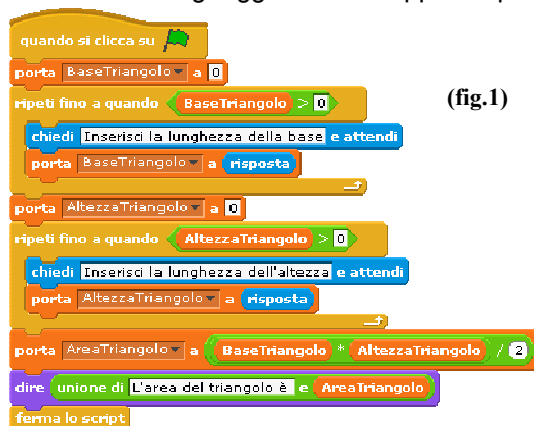 quando si clicca su
porta BaseTriangolo a 0
ripeti fino a quando BaseTriangolo > 0
(fig.1)
chiedi Inserisci la lunghezza della base e attendi
porta BaseTriangolo a risposta
porta AltezzaTriangolo a 0
ripeti fino a quando AltezzaTriangolo > 0
chiedi Inserisci la lunghezza dell'altezza e attendi
porta AltezzaTriangolo a risposta
porta AreaTriangolo a BaseTriangolo * AltezzaTriangolo / 2
dire unione di L'area del triangolo è e AreaTriangolo
ferma lo script